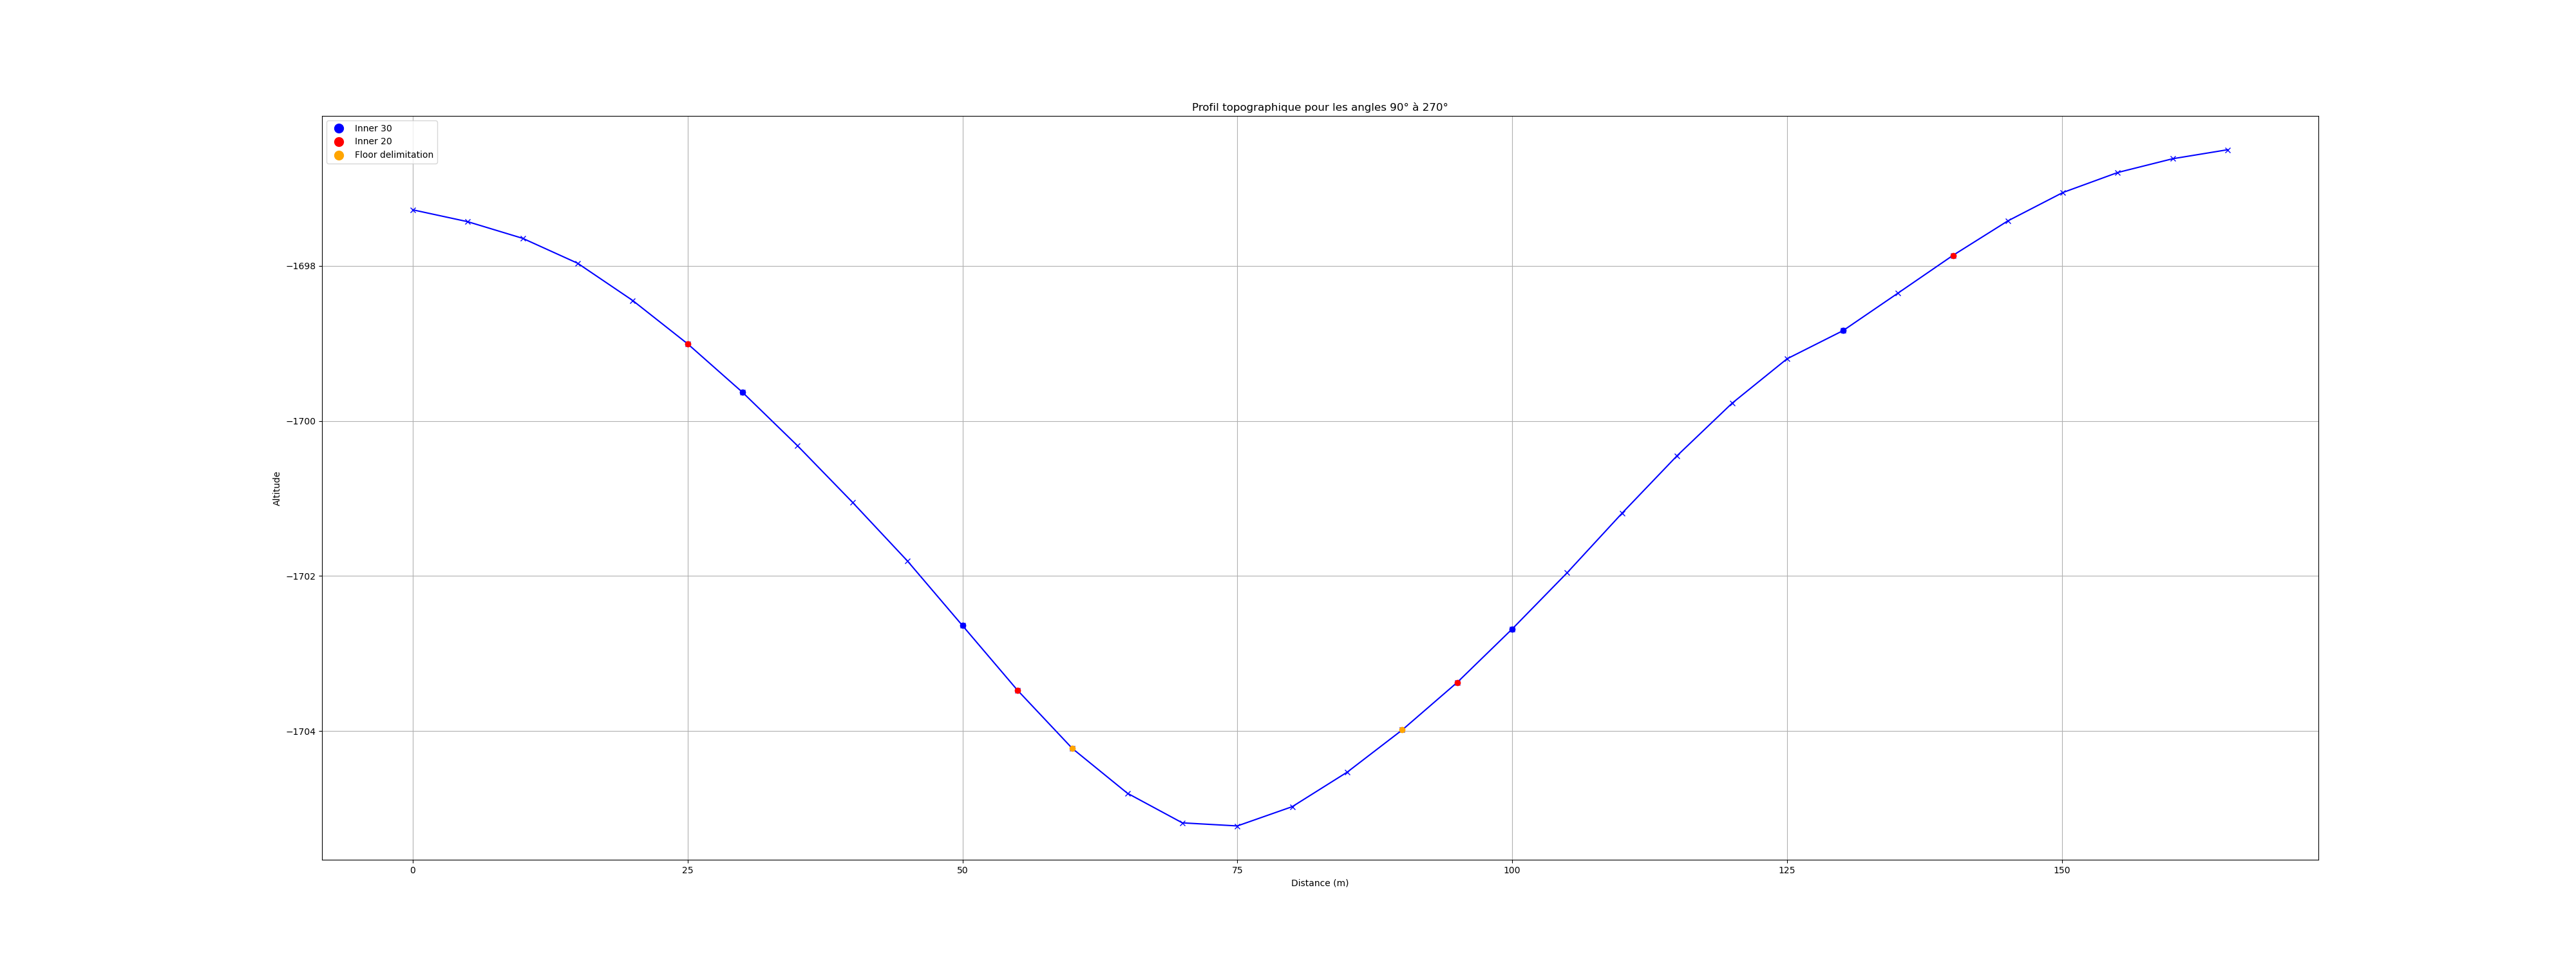 Profil topographique pour les angles 90° à 270°
Inner 30
Inner 20
Floor delimitation
−1698
−1700
−1702
−1704
Altitude
0
25
50
75
100
125
150
Distance (m)